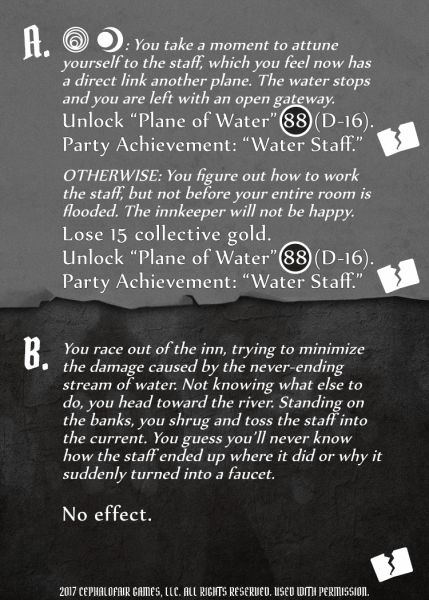 A. : You take a moment to attune
yourself to the staff, which you feel now has
a direct link another plane. The water stops
and you are left with an open gateway.
Unlock “Plane of Water” 88 (D-16).
Party Achievement: “Water Staff.”
OTHERWISE: You figure out how to work
the staff, but not before your entire room is
flooded. The innkeeper will not be happy.
Lose 15 collective gold.
Unlock “Plane of Water” 88 (D-16).
Party Achievement: “Water Staff.”
B. You race out of the inn, trying to minimize
the damage caused by the never-ending
stream of water. Not knowing what else to
do, you head toward the river. Standing on
the banks, you shrug and toss the staff into
the current. You guess you’ll never know
how the staff ended up where it did or why it
suddenly turned into a faucet.
No effect.
2017 CEPHALOFAIR GAMES, LLC. ALL RIGHTS RESERVED. USED WITH PERMISSION.